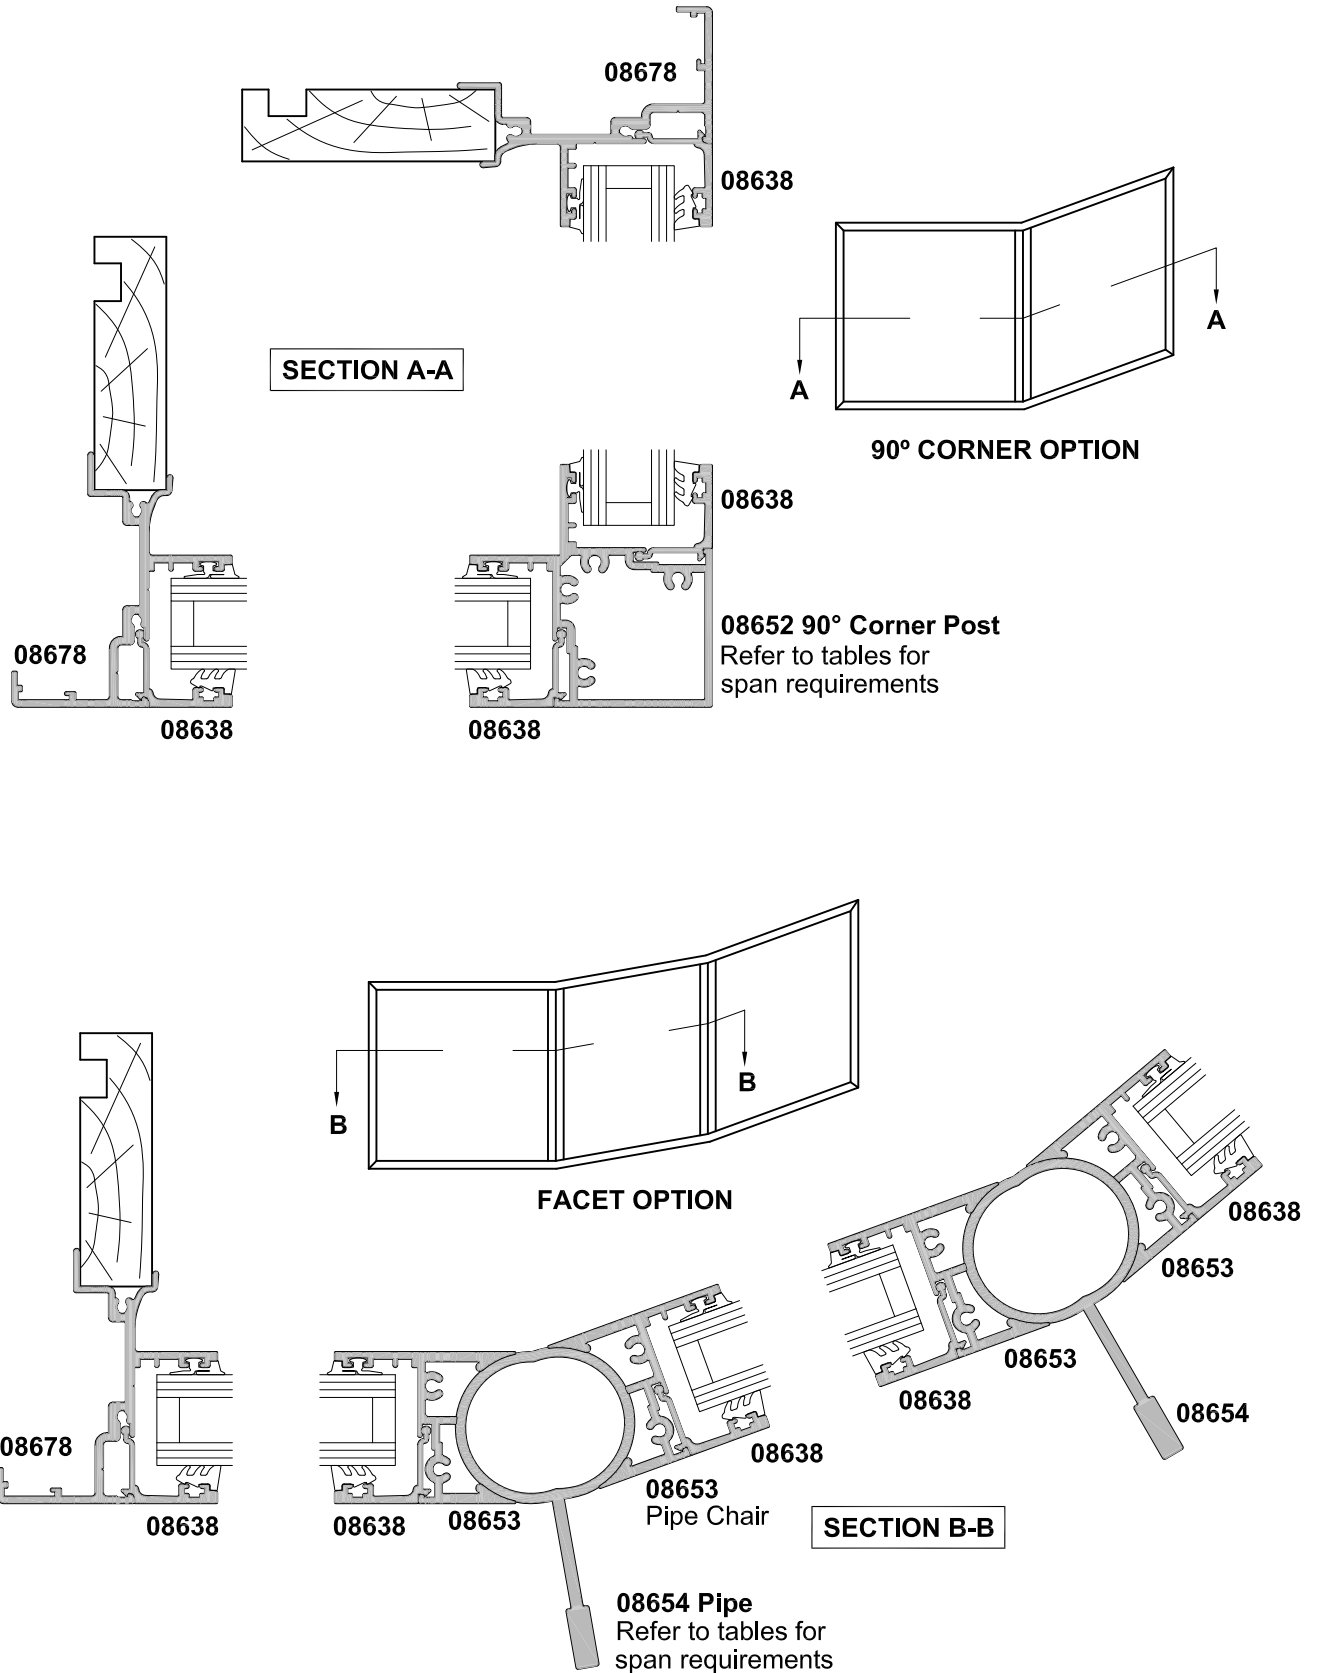 08678
08638
SECTION A-A
A
A
90º CORNER OPTION
08638
08652 90° Corner Post
Refer to tables for
span requirements
08678
08638
08638
B
B
FACET OPTION
08638
08653
08653
08638
08654
08678
08638
08638
08653
08653
Pipe Chair
08638
SECTION B-B
08654 Pipe
Refer to tables for
span requirements